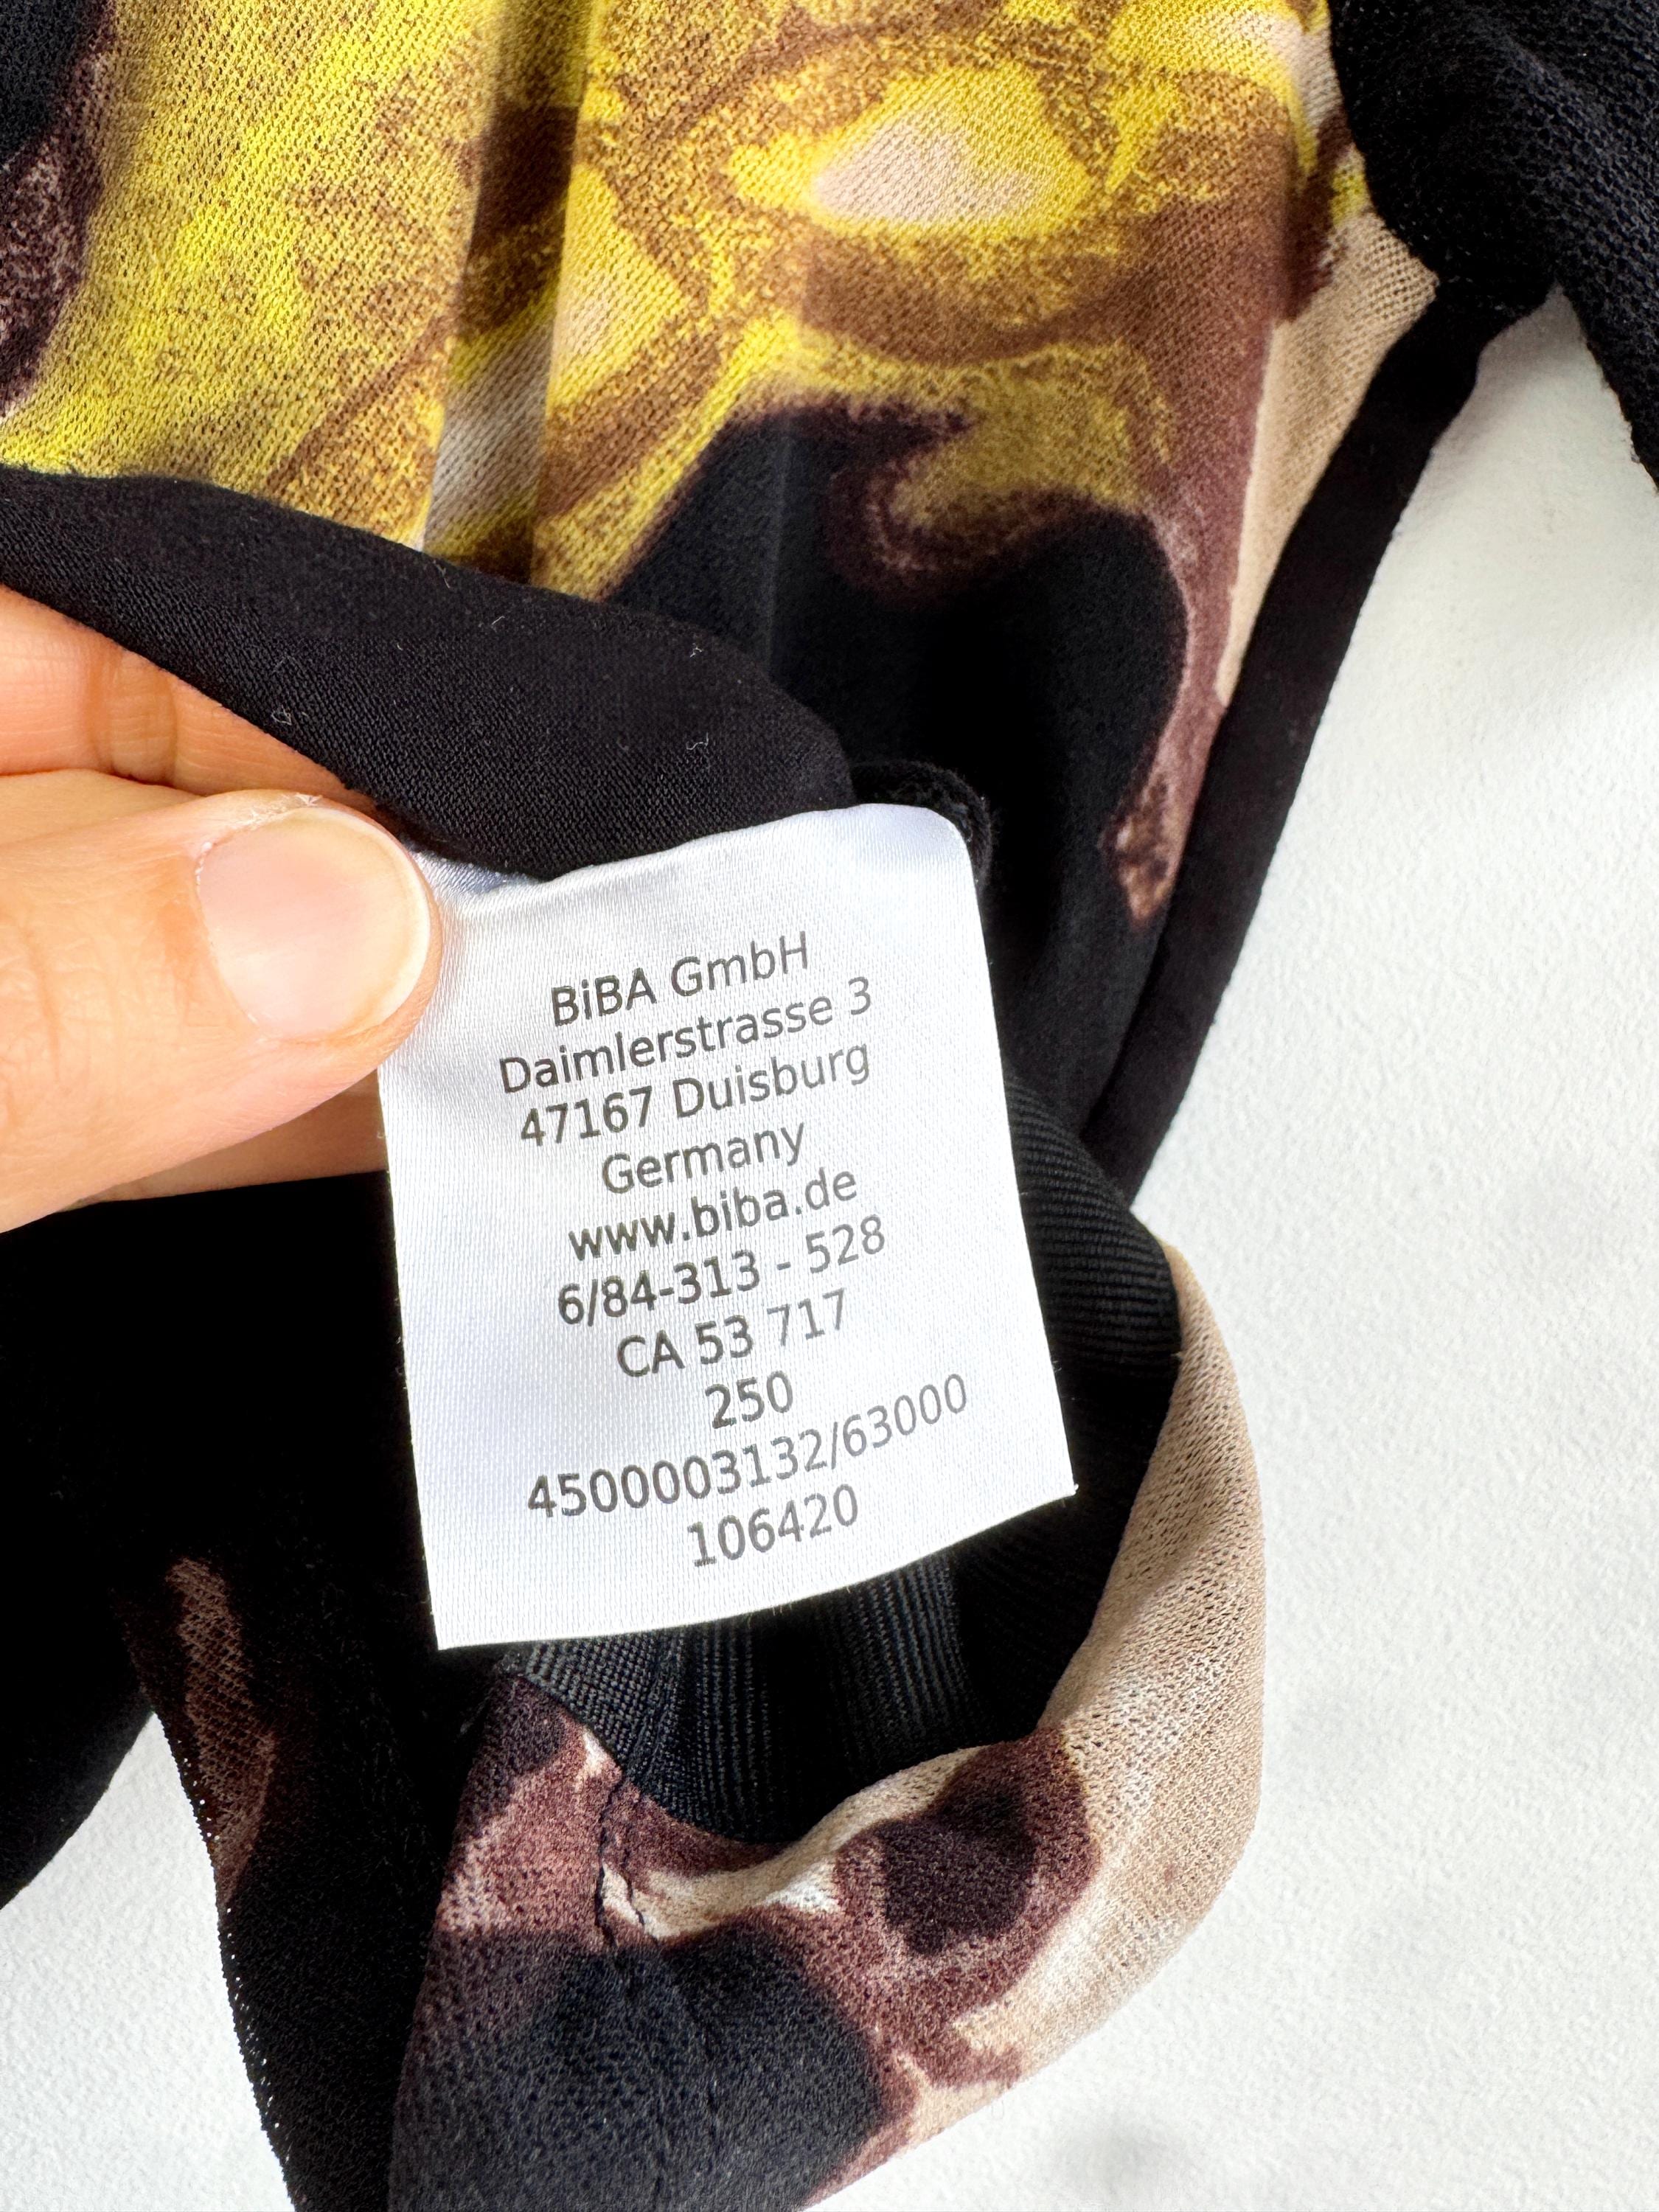 BiBA GmbH
Daimlerstrasse 3
47167 Duisburg
Germany
www.biba.de
6/84-313 - 528
CA 53 717
250
4500003132/63000
106420